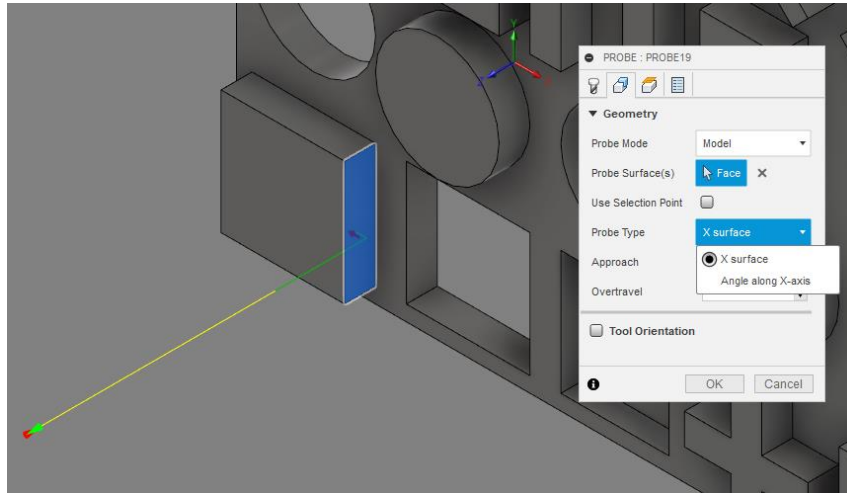 PROBE : PROBE19
Geometry
Probe Mode Model
Probe Surface(s) Face
Use Selection Point
Probe Type X surface
X surface
Approach
Angle along X-axis
Overtravel
Tool Orientation
OK Cancel
Y
Z